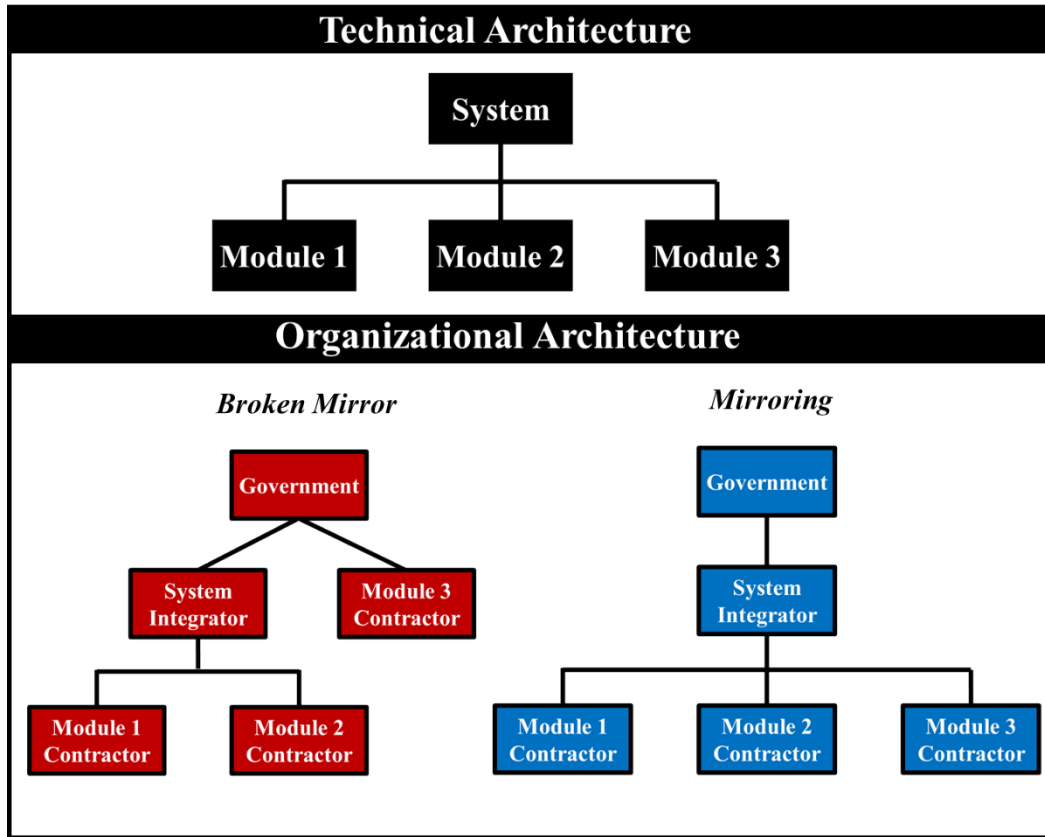 Technical Architecture
System
Module 1
Module 2
Module 3
Organizational Architecture
Broken Mirror
Government
System
Integrator
Module 3
Contractor
Module 1
Contractor
Module 2
Contractor
Mirroring
Government
System
Integrator
Module 1
Contractor
Module 2
Contractor
Module 3
Contractor